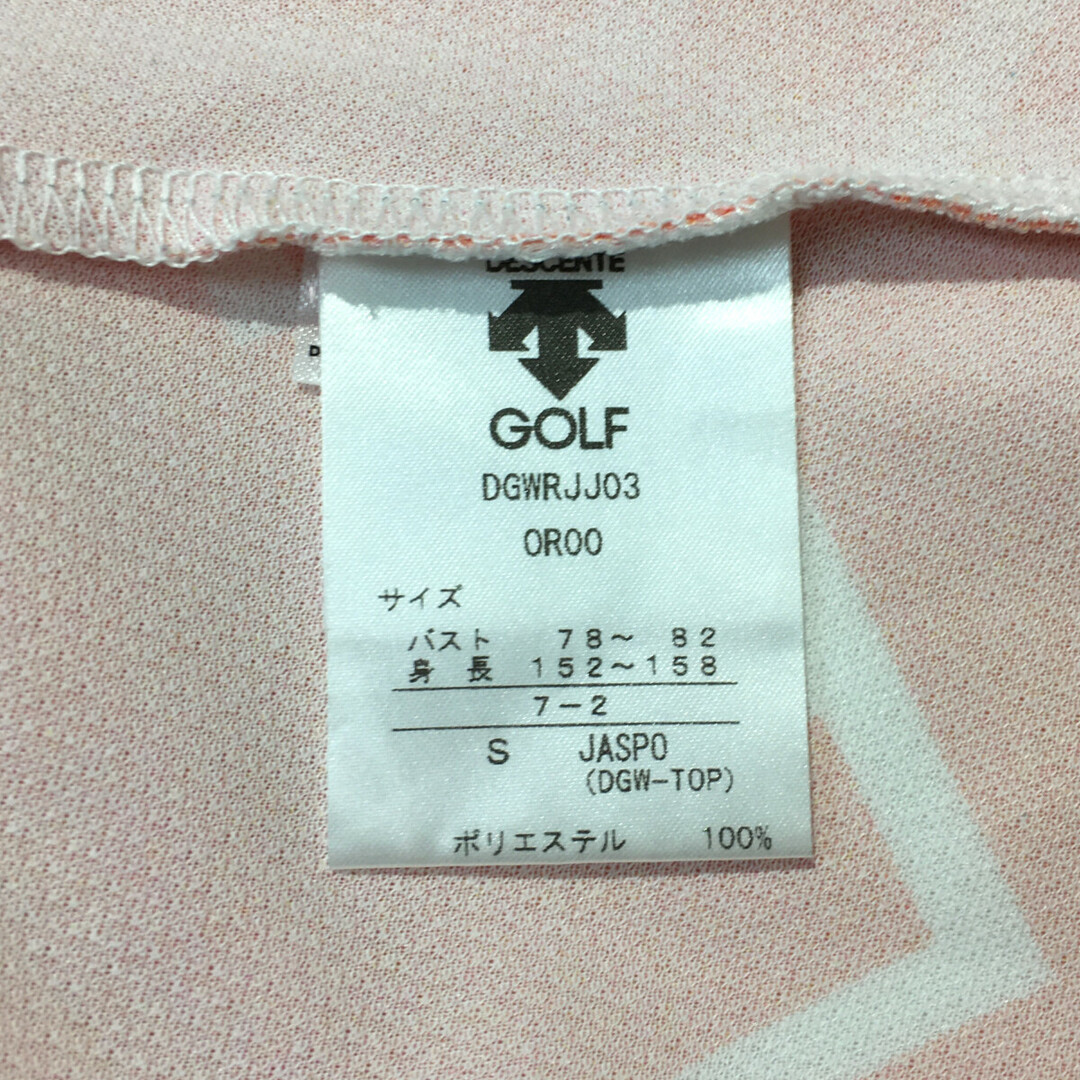 DESCENTE
GOLF
DGWRJJ03
OR00
サイズ
バスト 78～ 82
身 長 152～158
7－2
S JASPO
(DGW-TOP)
ポリエステル 100%